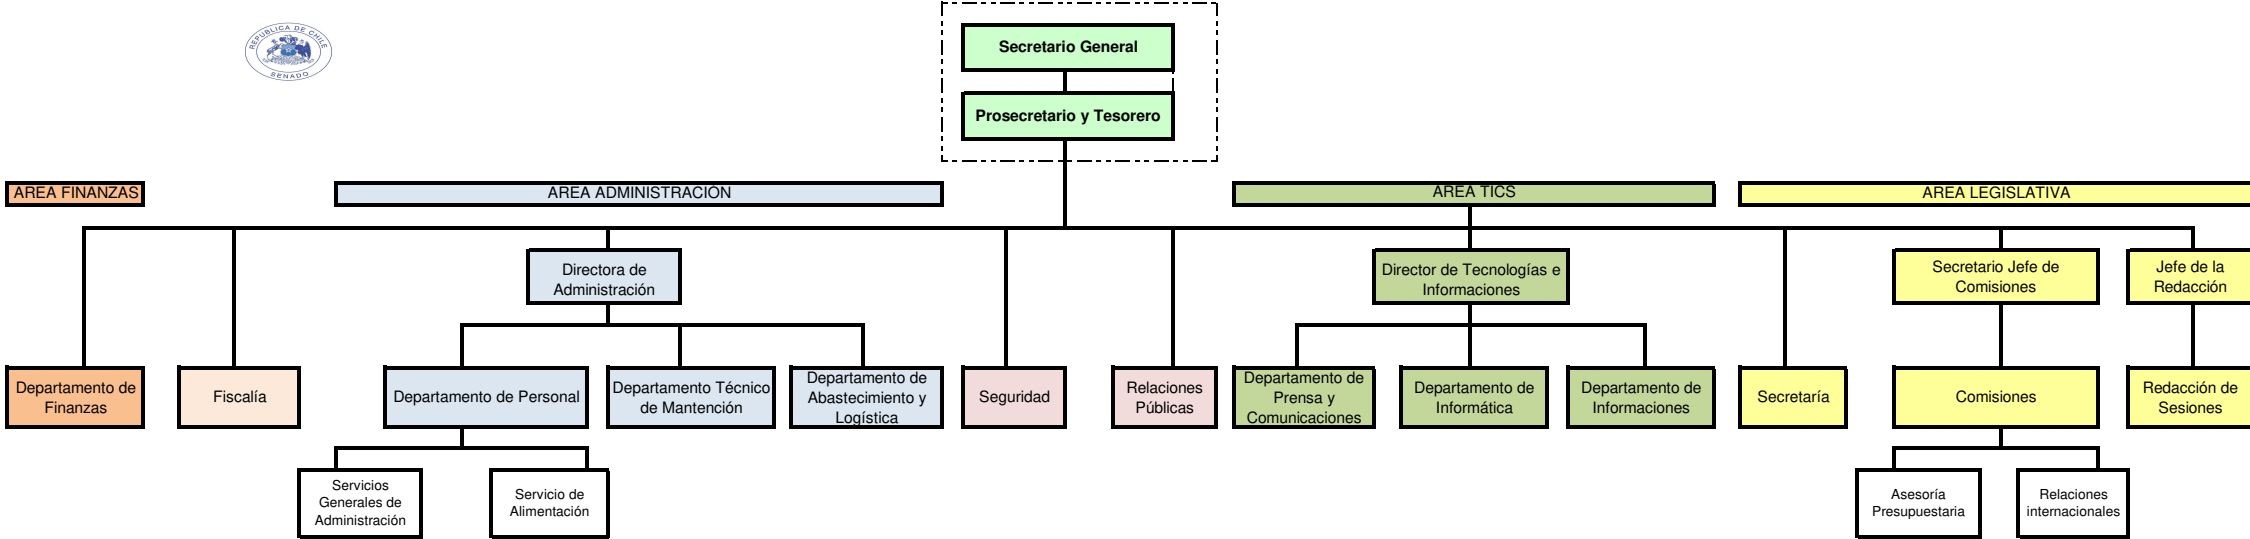 REPUBLICA DE CHILE
SENADO
Secretario General
Prosecretario y Tesorero
AREA FINANZAS
AREA ADMINISTRACION
AREA TICS
AREA LEGISLATIVA
Directora de
Administración
Director de Tecnologías e
Informaciones
Secretario Jefe de
Comisiones
Jefe de la
Redacción
Departamento de
Finanzas
Fiscalía
Departamento de Personal
Departamento Técnico
de Mantención
Departamento de
Abastecimiento y
Logística
Seguridad
Relaciones
Públicas
Departamento de
Prensa y
Comunicaciones
Departamento de
Informática
Departamento de
Informaciones
Secretaría
Comisiones
Redacción de
Sesiones
Servicios
Generales de
Administración
Servicio de
Alimentación
Asesoría
Presupuestaria
Relaciones
internacionales